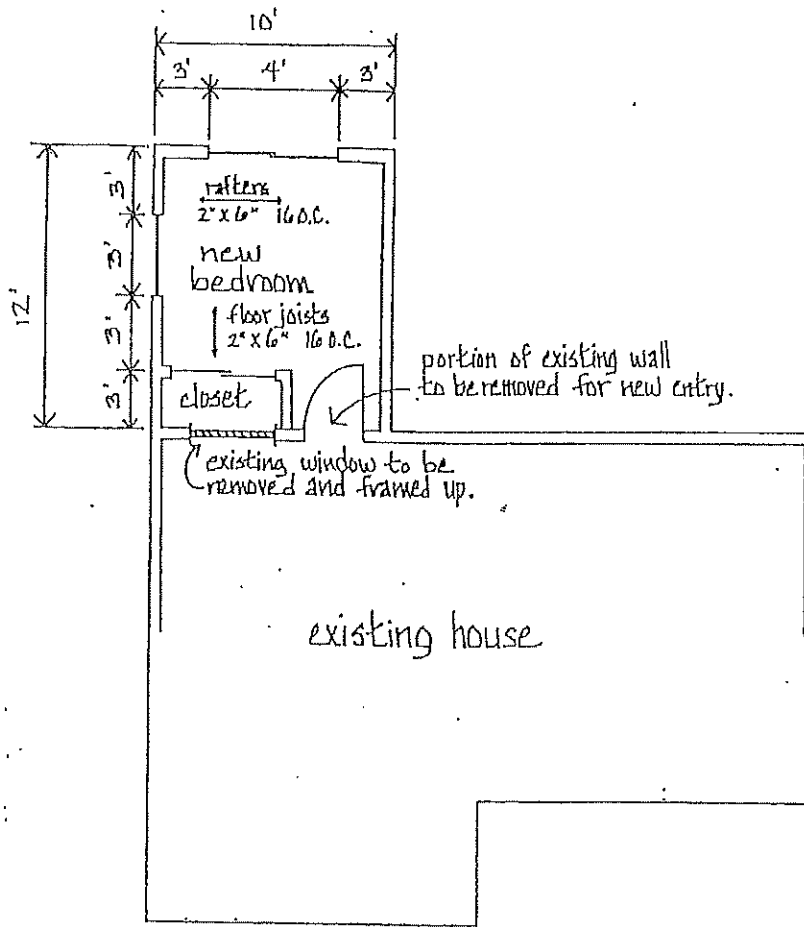 10'
3' 4' 3'
12'
3'
3'
3'
3'
rafters
2" X 6" 16 O.C.
new
bedroom
floor joists
2" X 6" 16 O.C.
closet
portion of existing wall
to be removed for new entry.
existing window to be
removed and framed up.
existing house